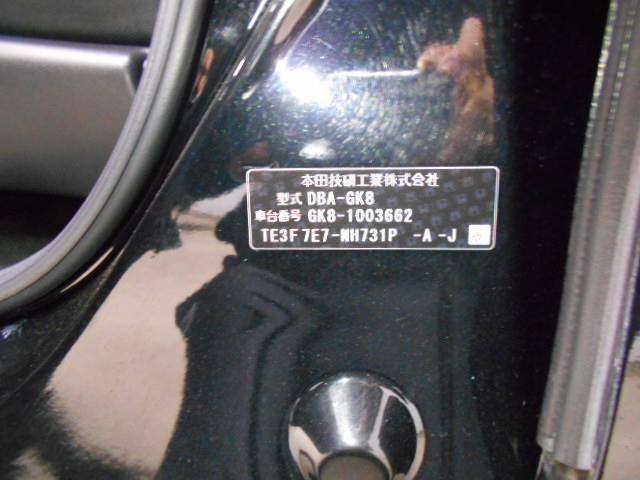 本田技研工業株式会社
型式 DBA-GK8
車台番号 GK8-1003662
TE3F 7E7-NH731P -A -J